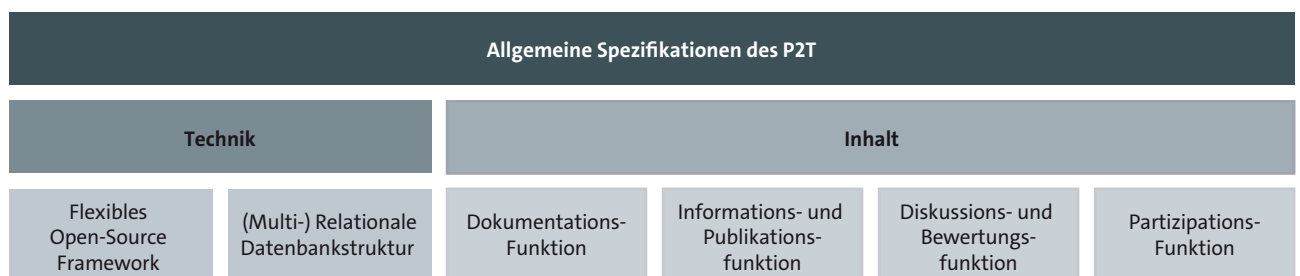 Allgemeine Spezifikationen des P2T
Technik
Inhalt
Flexibles
Open-Source
Framework
(Multi-) Relationale
Datenbankstruktur
Dokumentations-
Funktion
Informations- und
Publikations-
funktion
Diskussions- und
Bewertungs-
funktion
Partizipations-
Funktion